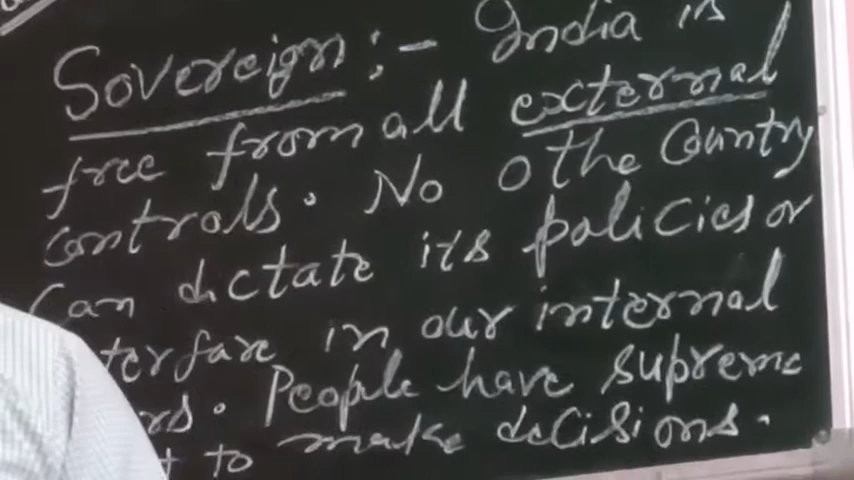 Sovereign :- India is
free from all external
controls. No othe Country
Can dictate its policies or
terfare in our internal
rs. People have supreme
t to make decisions.